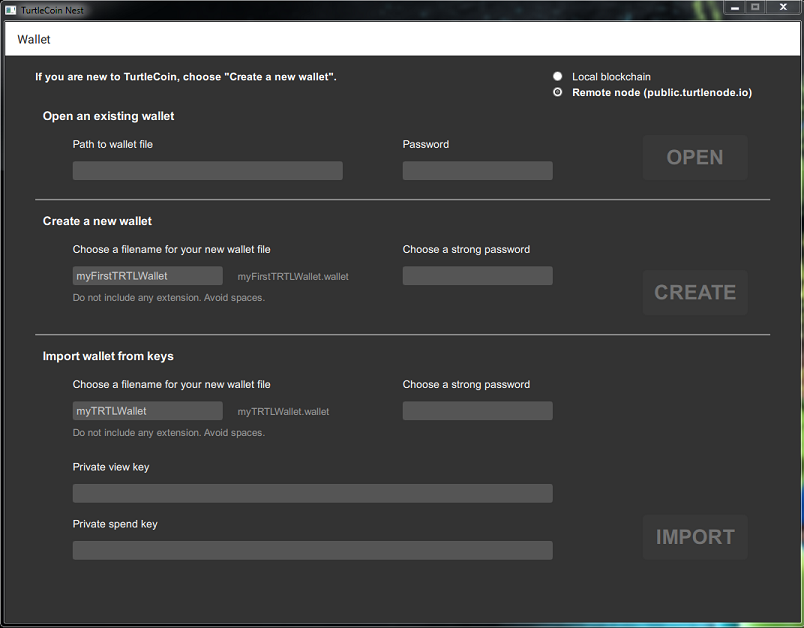 TurtleCoin Nest
Wallet
If you are new to TurtleCoin, choose "Create a new wallet".
Local blockchain
Remote node (public.turtlenode.io)
Open an existing wallet
Path to wallet file
Password
OPEN
Create a new wallet
Choose a filename for your new wallet file
Choose a strong password
myFirstTRTLWallet
myFirstTRTLWallet.wallet
Do not include any extension. Avoid spaces.
CREATE
Import wallet from keys
Choose a filename for your new wallet file
Choose a strong password
myTRTLWallet
myTRTLWallet.wallet
Do not include any extension. Avoid spaces.
Private view key
Private spend key
IMPORT